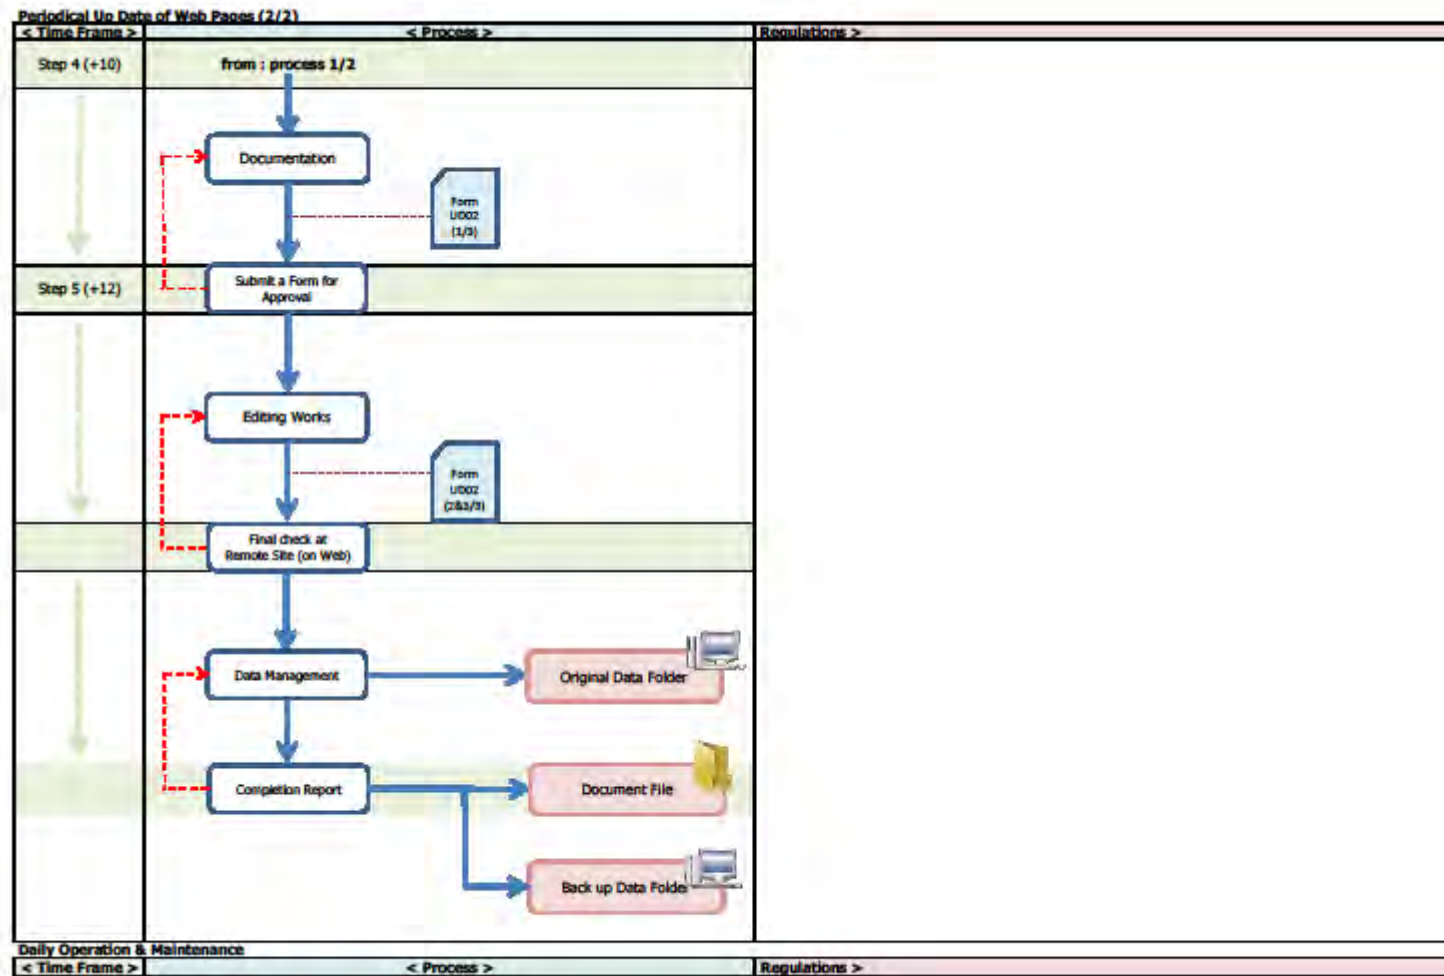 Periodical Up Date of Web Pages (2/2)
< Time Frame > < Process > Regulations >
Step 4 (+10) from : process 1/2
Documentation
Form
UD02
(1/3)
Step 5 (+12)
Submit a Form for
Approval
Editing Works
Form
UD02
(2&3/3)
Final check at
Remote Site (on Web)
Data Management
Original Data Folder
Completion Report
Document File
Back up Data Folder
Daily Operation & Maintenance
< Time Frame > < Process > Regulations >